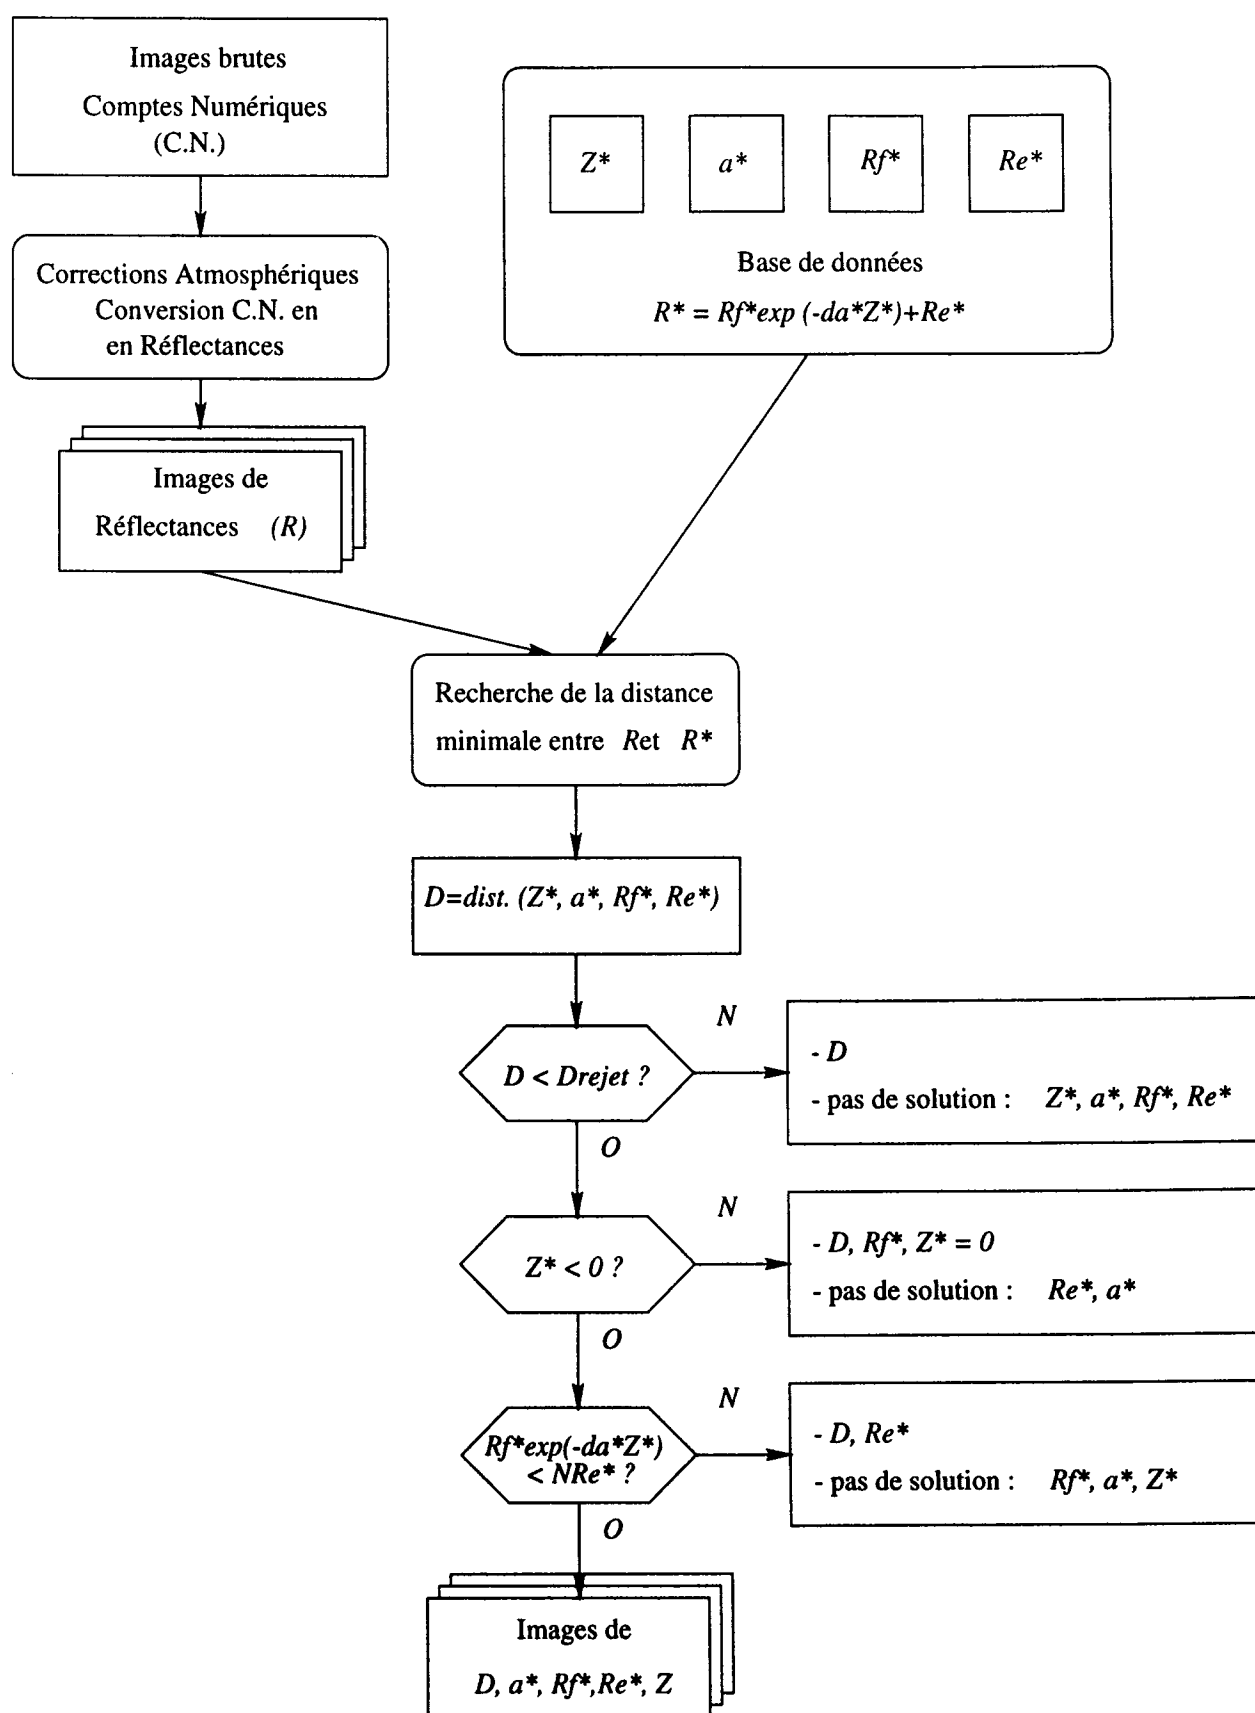 Images brutes
Comptes Numériques
(C.N.)
Corrections Atmosphériques
Conversion C.N. en
en Réflectances
Images de
Réflectances (R)
Z*
a*
Rf*
Re*
Base de données
R* = Rf*exp (-da*Z*)+Re*
Recherche de la distance
minimale entre Ret R*
D=dist. (Z*, a*, Rf*, Re*)
D < Drejet ?
N
- D
- pas de solution : Z*, a*, Rf*, Re*
O
Z* < 0 ?
N
- D, Rf*, Z* = 0
- pas de solution : Re*, a*
O
Rf*exp(-da*Z*)
< NRe* ?
N
- D, Re*
- pas de solution : Rf*, a*, Z*
O
Images de
D, a*, Rf*,Re*, Z